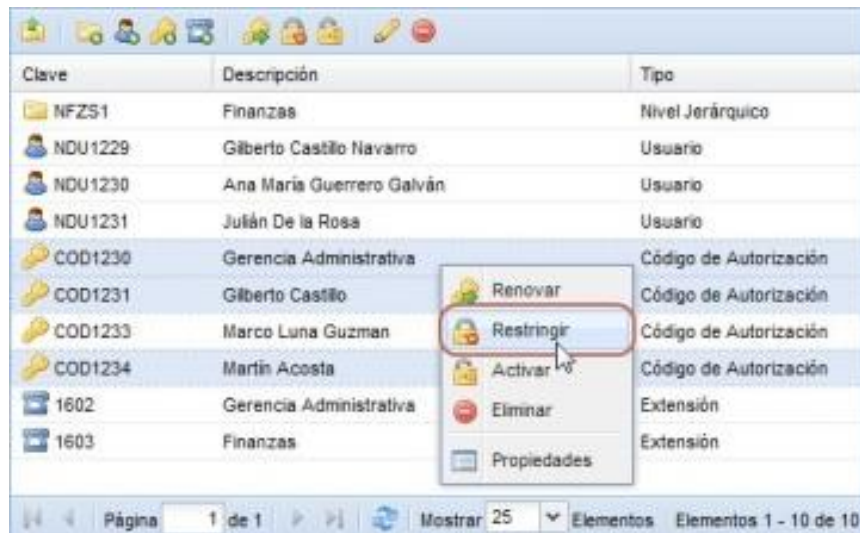 Clave Descripción Tipo
NFZS1 Finanzas Nivel Jerárquico
NDU1229 Gilberto Castillo Navarro Usuario
NDU1230 Ana María Guerrero Galván Usuario
NDU1231 Julián De la Rosa Usuario
COD1230 Gerencia Administrativa Código de Autorización
COD1231 Gilberto Castillo Código de Autorización
COD1233 Marco Luna Guzman Código de Autorización
COD1234 Martín Acosta Código de Autorización
1602 Gerencia Administrativa Extensión
1603 Finanzas Extensión
Renovar
Restringir
Activar
Eliminar
Propiedades
Página 1 de 1 Mostrar 25 Elementos Elementos 1 - 10 de 10